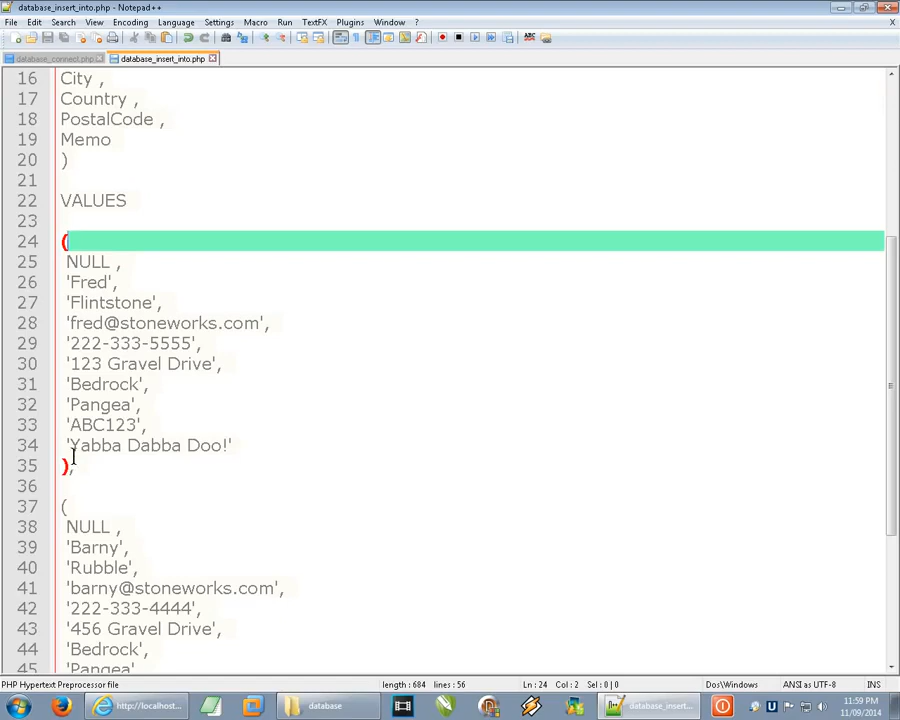 database_insert_into.php - Notepad++
File Edit Search View Encoding Language Settings Macro Run TextFX Plugins Window ? X
database_connect.php database_insert_into.php
16 City ,
17 Country ,
18 PostalCode ,
19 Memo
20 )
21
22 VALUES
23
24 (
25 NULL ,
26 'Fred',
27 'Flintstone',
28 'fred@stoneworks.com',
29 '222-333-5555',
30 '123 Gravel Drive',
31 'Bedrock',
32 'Pangea',
33 'ABC123',
34 'Yabba Dabba Doo!'
35 ),
36
37 (
38 NULL ,
39 'Barny',
40 'Rubble',
41 'barny@stoneworks.com',
42 '222-333-4444',
43 '456 Gravel Drive',
44 'Bedrock',
45 'Pangea'
PHP Hypertext Preprocessor file length : 684 lines : 56 Ln : 24 Col : 2 Sel : 0 | 0 Dos\Windows ANSI as UTF-8 INS
http://localhost... database database_insert... 11:59 PM
11/09/2014